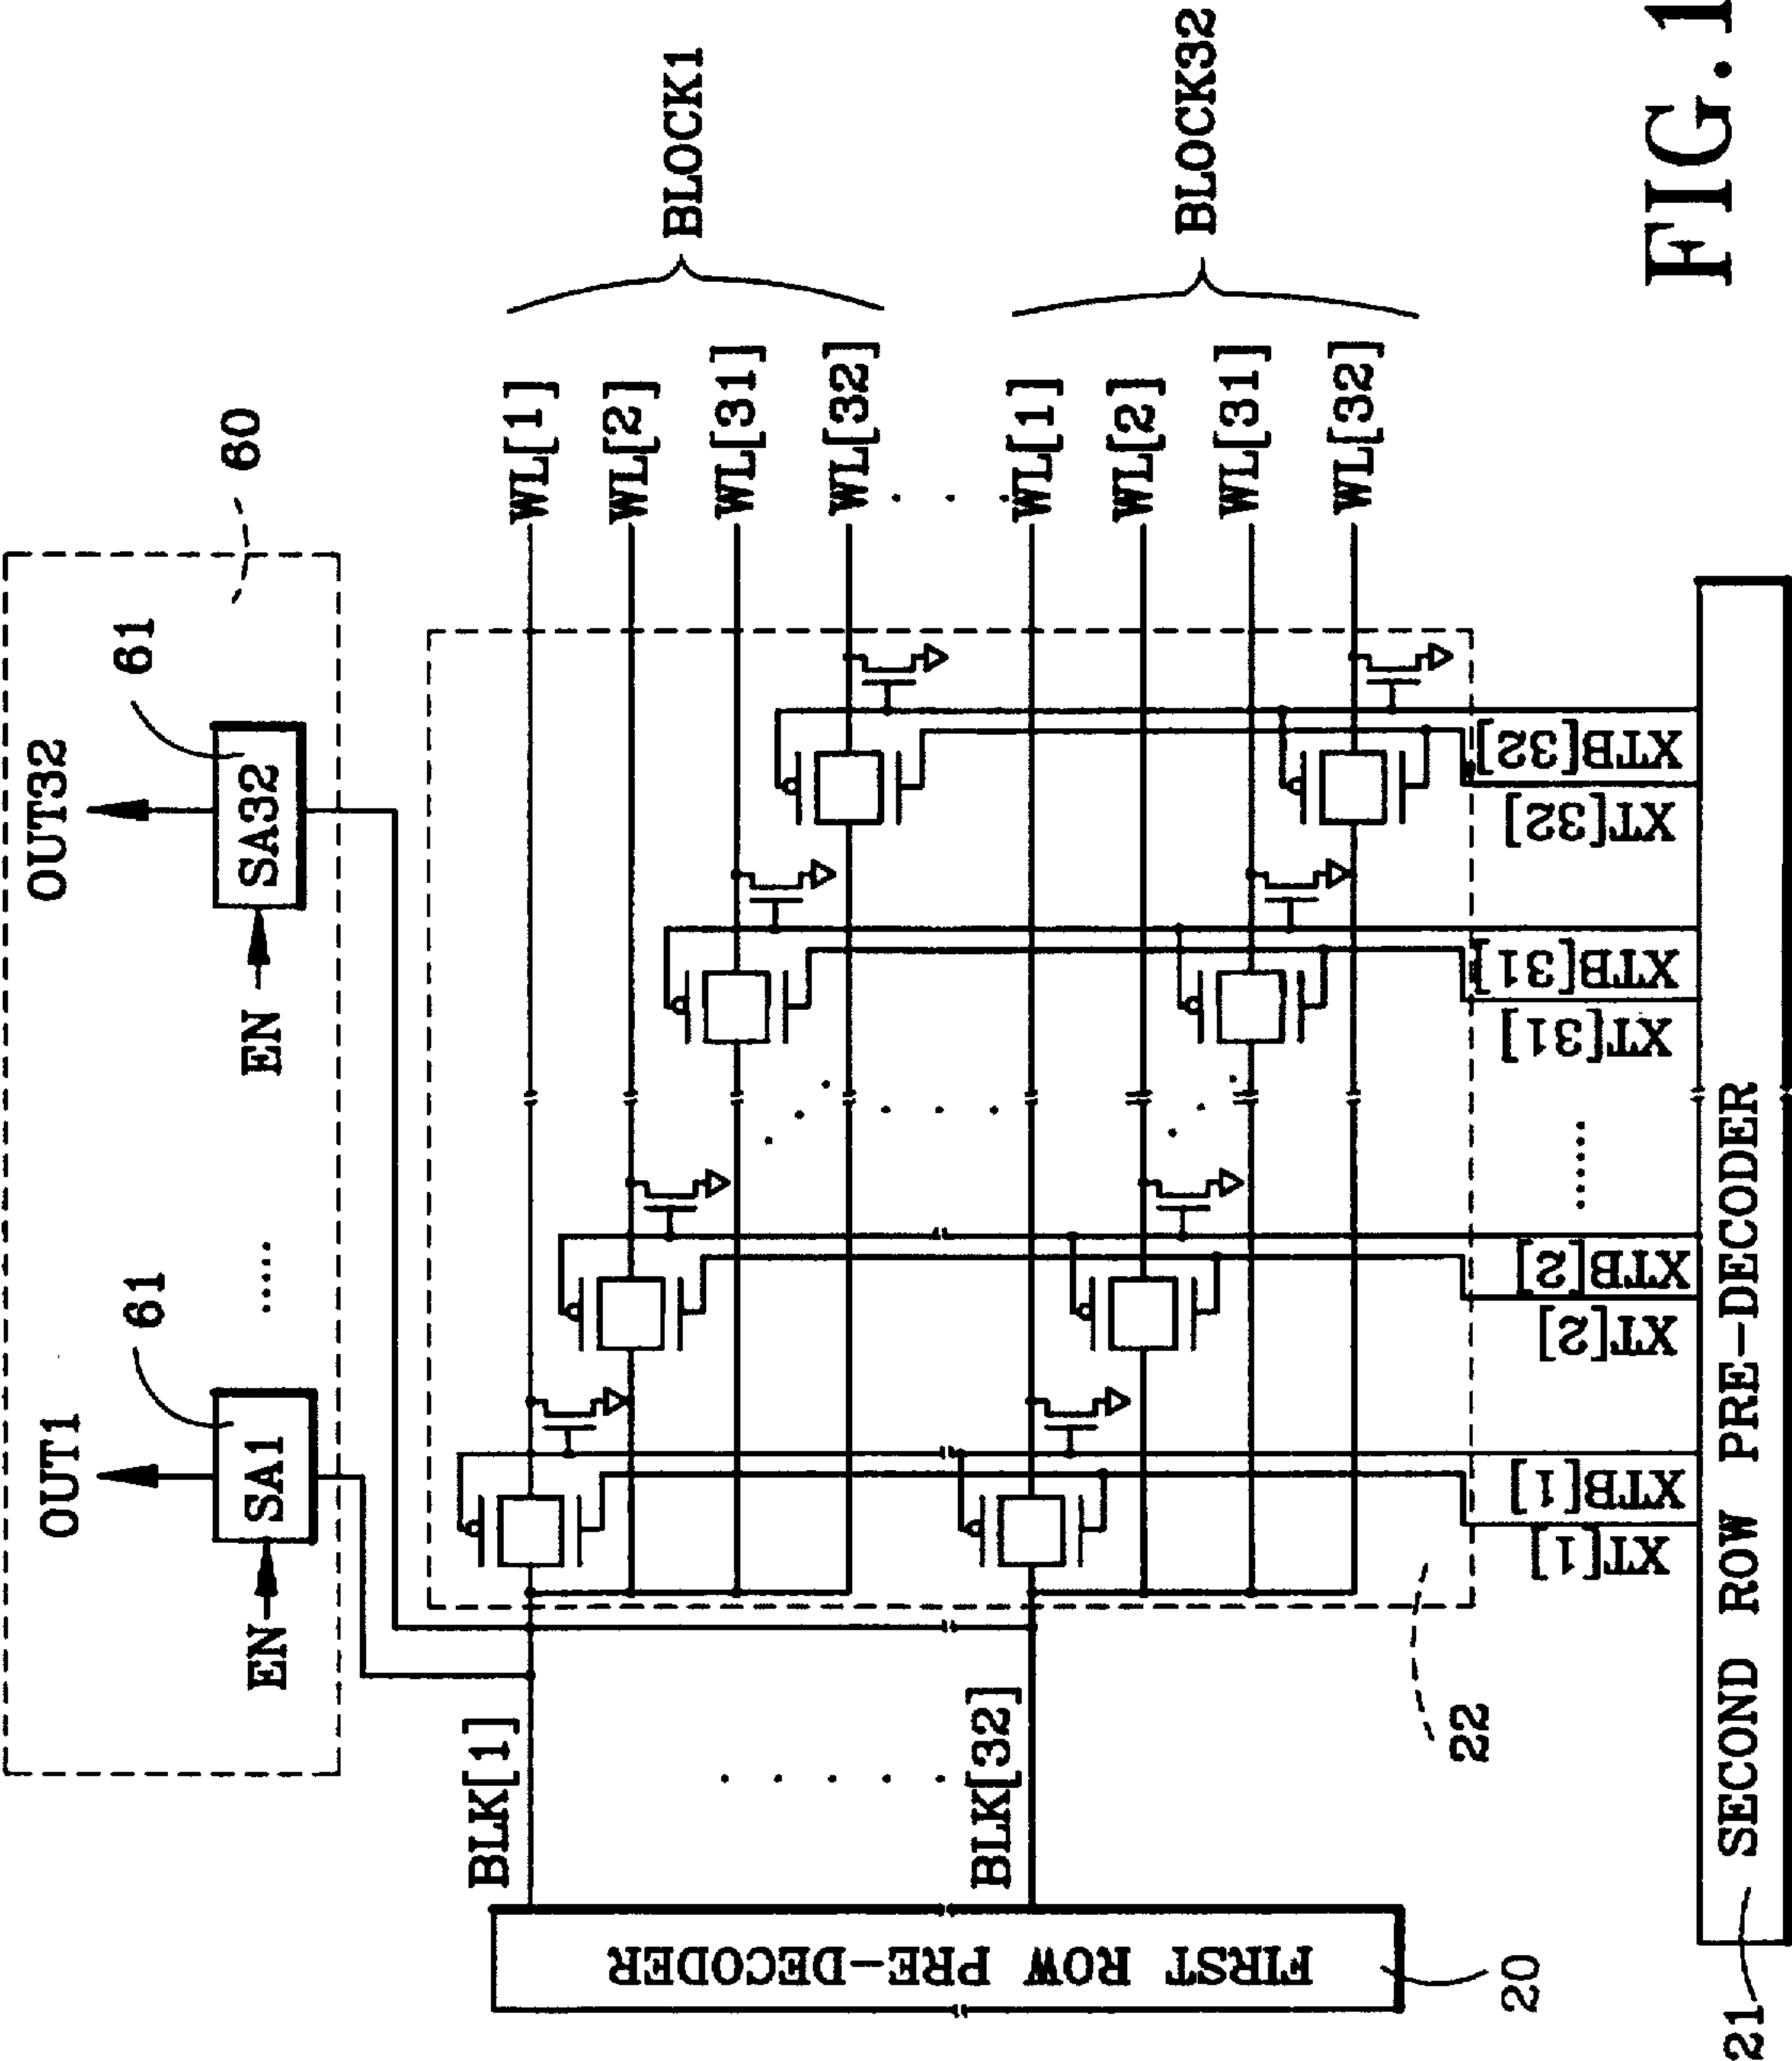 OUT1
OUT32
61
61
60
EN
SA1
.....
EN
SA32
BLK[1]
. . . . .
BLK[32]
WL[1]
WL[2]
WL[31]
WL[32]
. . .
WL[1]
WL[2]
WL[31]
WL[32]
BLOCK1
BLOCK32
FIRST ROW PRE-DECODER
20
22
XT[1]
XTB[1]
XT[2]
XTB[2]
......
XT[31]
XTB[31]
XT[32]
XTB[32]
21
SECOND ROW PRE-DECODER
FIG.1